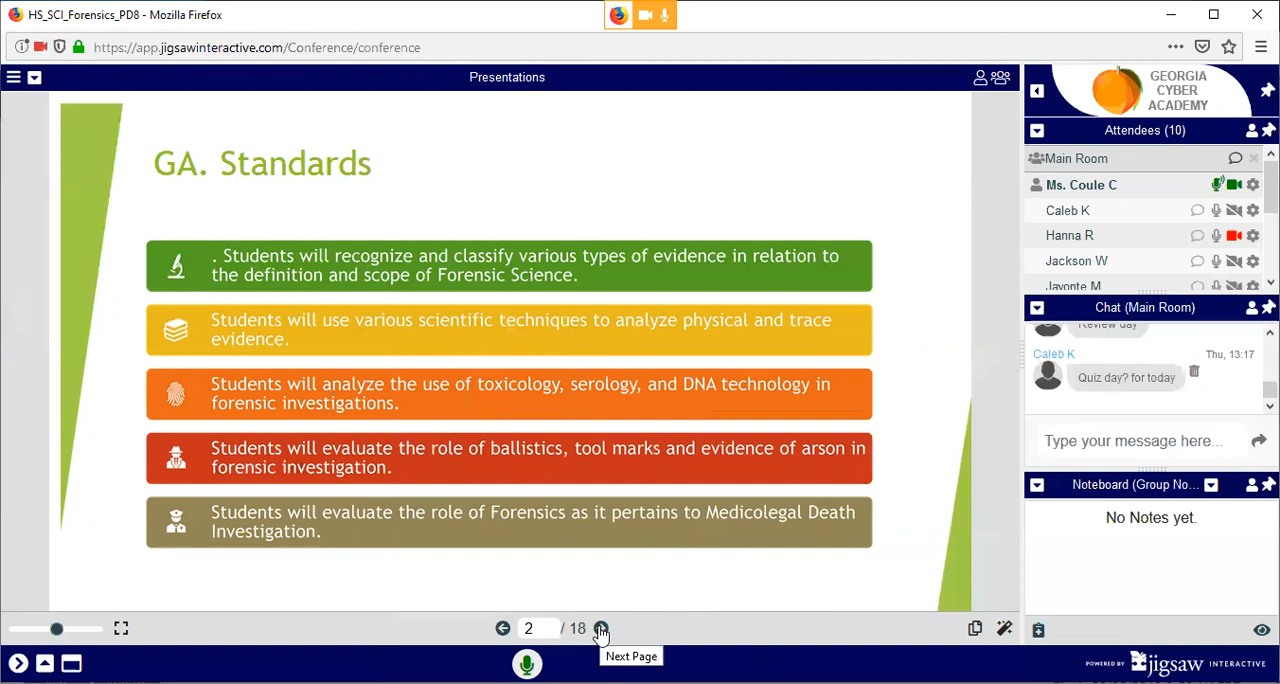 HS_SCI_Forensics_PD8 - Mozilla Firefox
https://app.jigsawinteractive.com/Conference/conference
Presentations
GA. Standards
. Students will recognize and classify various types of evidence in relation to
the definition and scope of Forensic Science.
Students will use various scientific techniques to analyze physical and trace
evidence.
Students will analyze the use of toxicology, serology, and DNA technology in
forensic investigations.
Students will evaluate the role of ballistics, tool marks and evidence of arson in
forensic investigation.
Students will evaluate the role of Forensics as it pertains to Medicolegal Death
Investigation.
2 / 18
Next Page
GEORGIA
CYBER
ACADEMY
Attendees (10)
Main Room
Ms. Coule C
Caleb K
Hanna R
Jackson W
Javonte M
Chat (Main Room)
Review day
Caleb K Thu, 13:17
Quiz day? for today
Type your message here...
Noteboard (Group No...
No Notes yet.
POWERED BY jigsaw INTERACTIVE